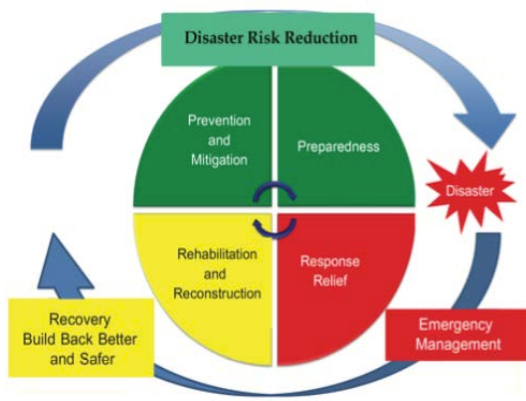 Disaster Risk Reduction
Prevention
and
Mitigation
Preparedness
Disaster
Rehabilitation
and
Reconstruction
Response
Relief
Recovery
Build Back Better
and Safer
Emergency
Management